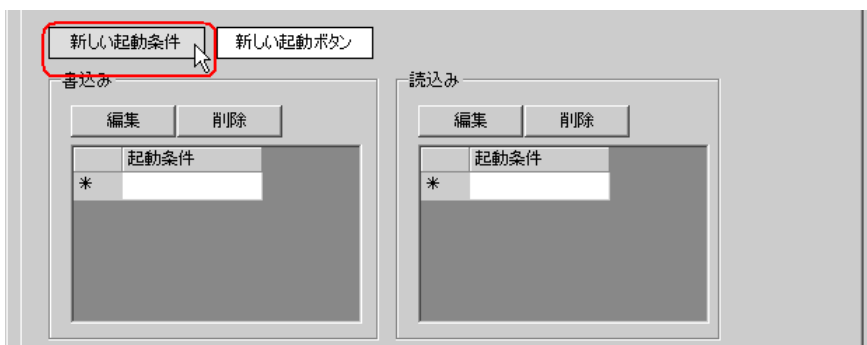 新しい起動条件 新しい起動ボタン
書込み 読込み
編集 削除 編集 削除
起動条件 起動条件
* *